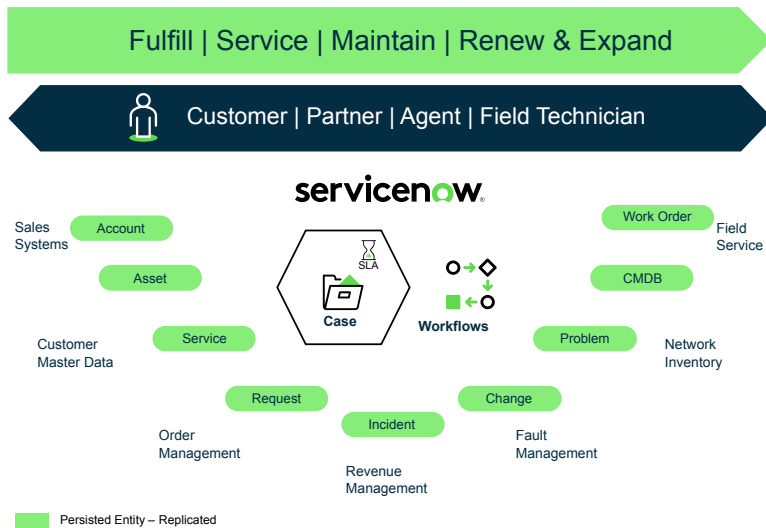 Fulfill | Service | Maintain | Renew & Expand
Customer | Partner | Agent | Field Technician
servicenow®
Sales
Systems
Account
Work Order
Field
Service
Asset
SLA
Case
Workflows
CMDB
Customer
Master Data
Service
Problem
Network
Inventory
Request
Change
Order
Management
Incident
Fault
Management
Revenue
Management
Persisted Entity – Replicated